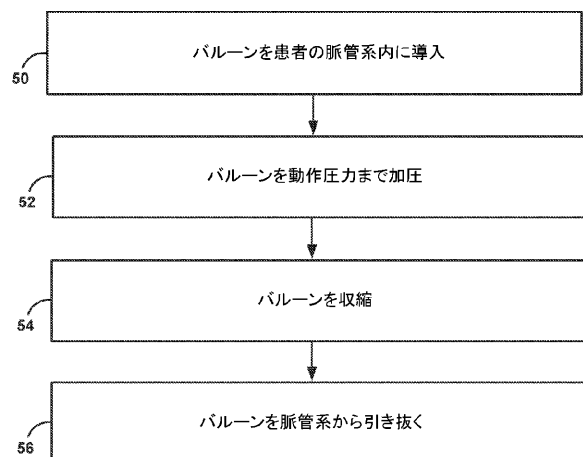 バルーンを患者の脈管系内に導入
50
バルーンを動作圧力まで加圧
52
バルーンを収縮
54
バルーンを脈管系から引き抜く
56